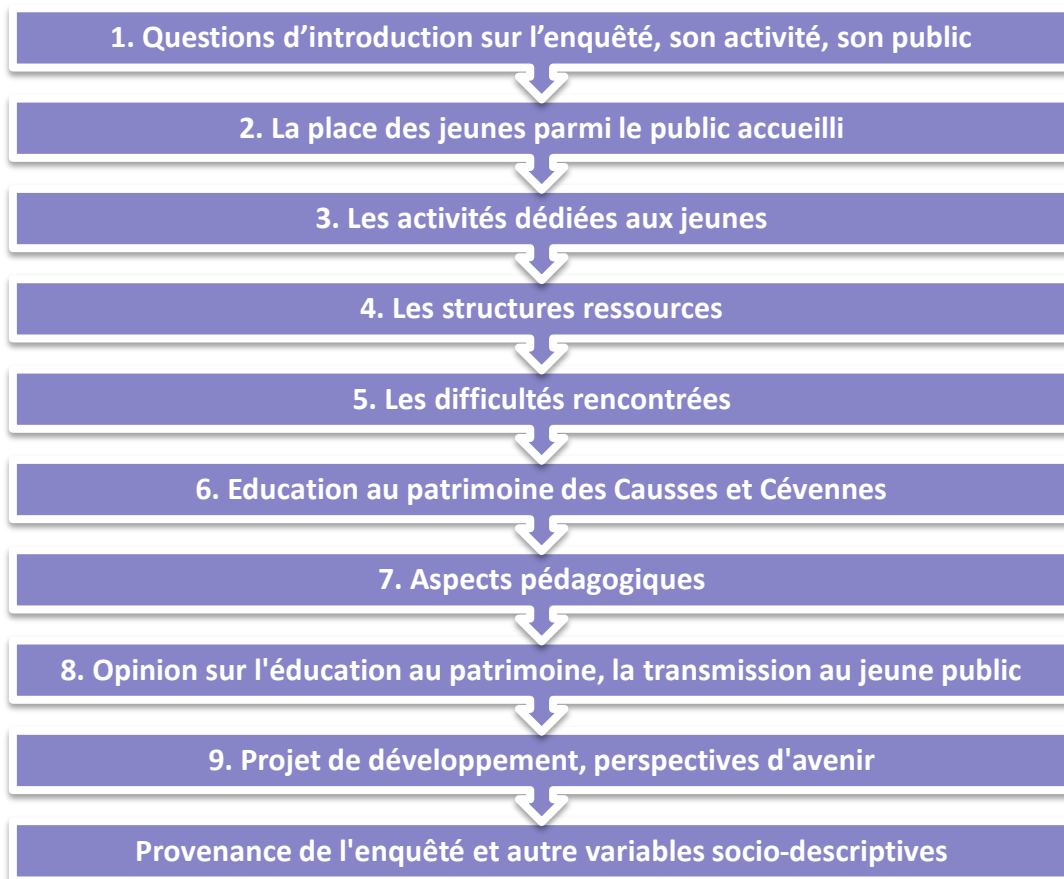 1. Questions d’introduction sur l’enquêté, son activité, son public
2. La place des jeunes parmi le public accueilli
3. Les activités dédiées aux jeunes
4. Les structures ressources
5. Les difficultés rencontrées
6. Education au patrimoine des Causses et Cévennes
7. Aspects pédagogiques
8. Opinion sur l'éducation au patrimoine, la transmission au jeune public
9. Projet de développement, perspectives d'avenir
Provenance de l'enquêté et autre variables socio-descriptives